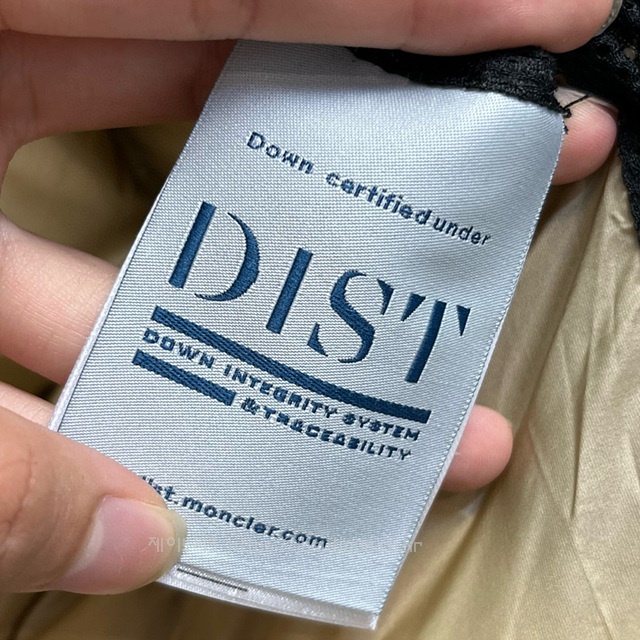 Down certified under
DIST
DOWN INTEGRITY SYSTEM
& TRACEABILITY
dist.moncler.com